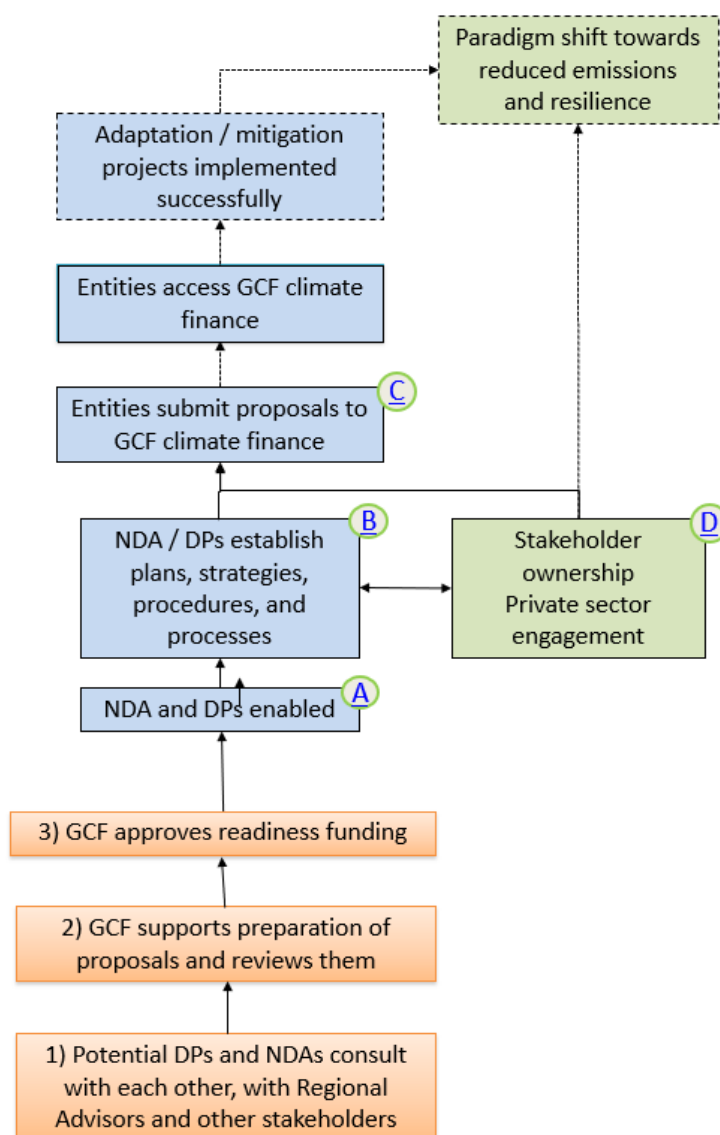 Paradigm shift towards
reduced emissions
and resilience
Adaptation / mitigation
projects implemented
successfully
Entities access GCF climate
finance
C
Entities submit proposals to
GCF climate finance
B
NDA / DPs establish
plans, strategies,
procedures, and
processes
D
Stakeholder
ownership
Private sector
engagement
A
NDA and DPs enabled
3) GCF approves readiness funding
2) GCF supports preparation of
proposals and reviews them
1) Potential DPs and NDAs consult
with each other, with Regional
Advisors and other stakeholders